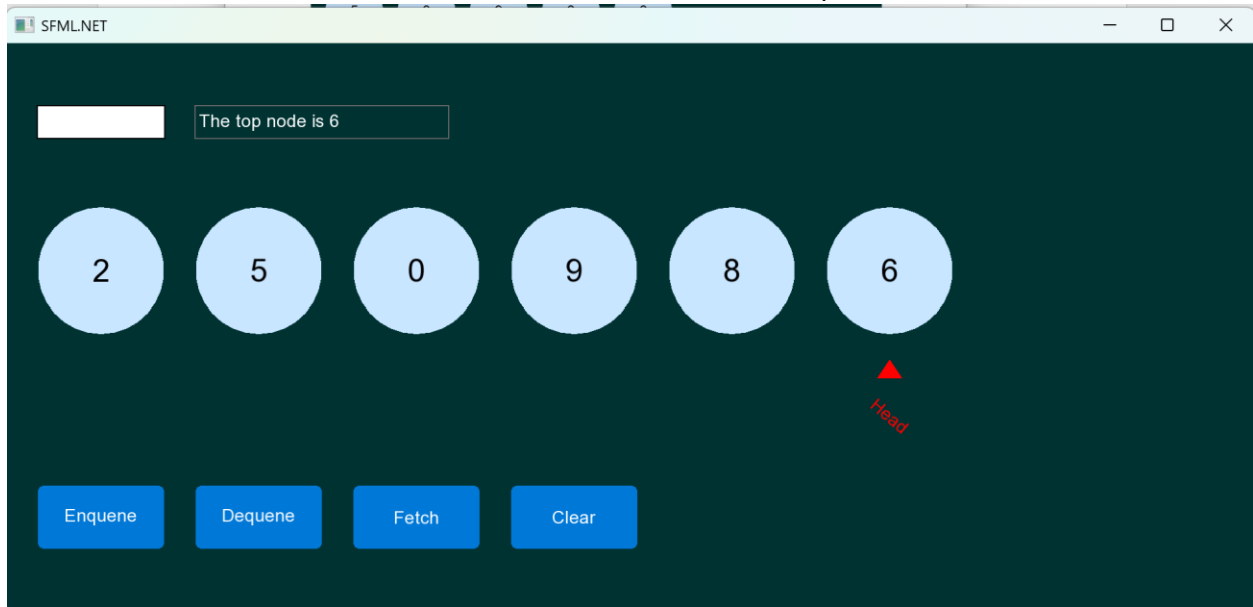 SFML.NET
The top node is 6
2 5 0 9 8 6
Head
Enquene Dequene Fetch Clear